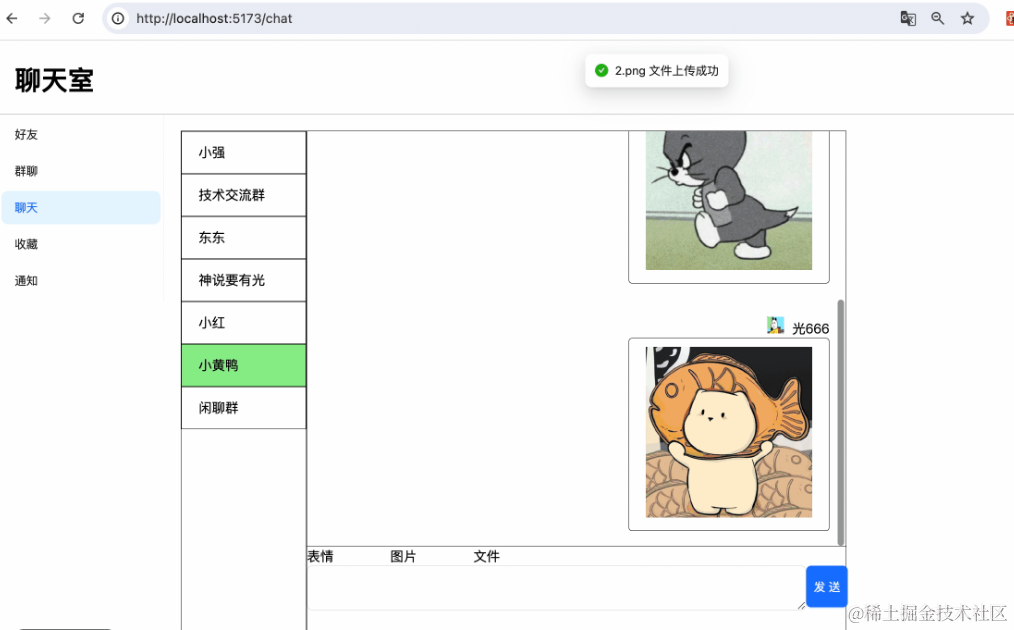 http://localhost:5173/chat
聊天室
2.png 文件上传成功
好友
群聊
聊天
收藏
通知
小强
技术交流群
东东
神说要有光
小红
小黄鸭
闲聊群
光666
表情 图片 文件
发送
@稀土掘金技术社区